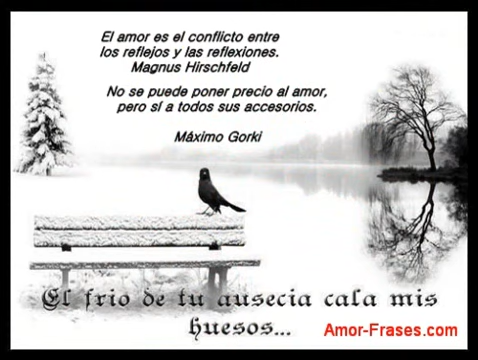 El amor es el conflicto entre
los reflejos y las reflexiones.
Magnus Hirschfeld
No se puede poner precio al amor,
pero sí a todos sus accesorios.
Máximo Gorki
El frio de tu ausecia cala mis
huesos...
Amor-Frases.com